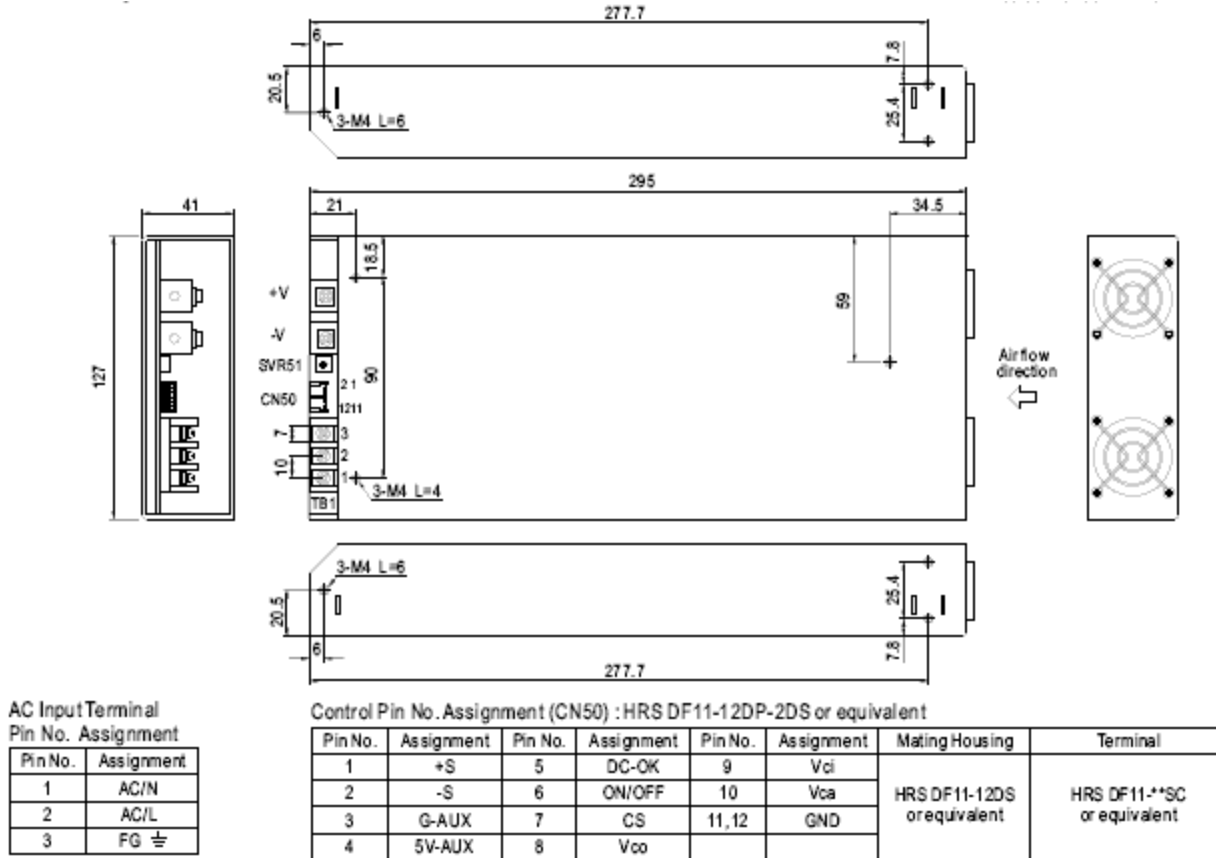 277.7
6
7.8
20.5
25.4
3-M4 L=6
295
41
21
34.5
18.5
+V
59
-V
SVR51
Airflow
direction
127
90
2 1
CN50
1211
7
3
2
10
1
3-M4 L=4
TB1
3-M4 L=6
25.4
20.5
6
7.8
277.7
AC Input Terminal
Pin No. Assignment
Pin No. Assignment
1 AC/N
2 AC/L
3 FG ⏚
Control Pin No. Assignment (CN50) : HRS DF11-12DP-2DS or equivalent
Pin No. Assignment Pin No. Assignment Pin No. Assignment Mating Housing Terminal
1 +S 5 DC-OK 9 Vci HRS DF11-12DS or equivalent HRS DF11-**SC or equivalent
2 -S 6 ON/OFF 10 Vca
3 G-AUX 7 CS 11,12 GND
4 5V-AUX 8 Vco